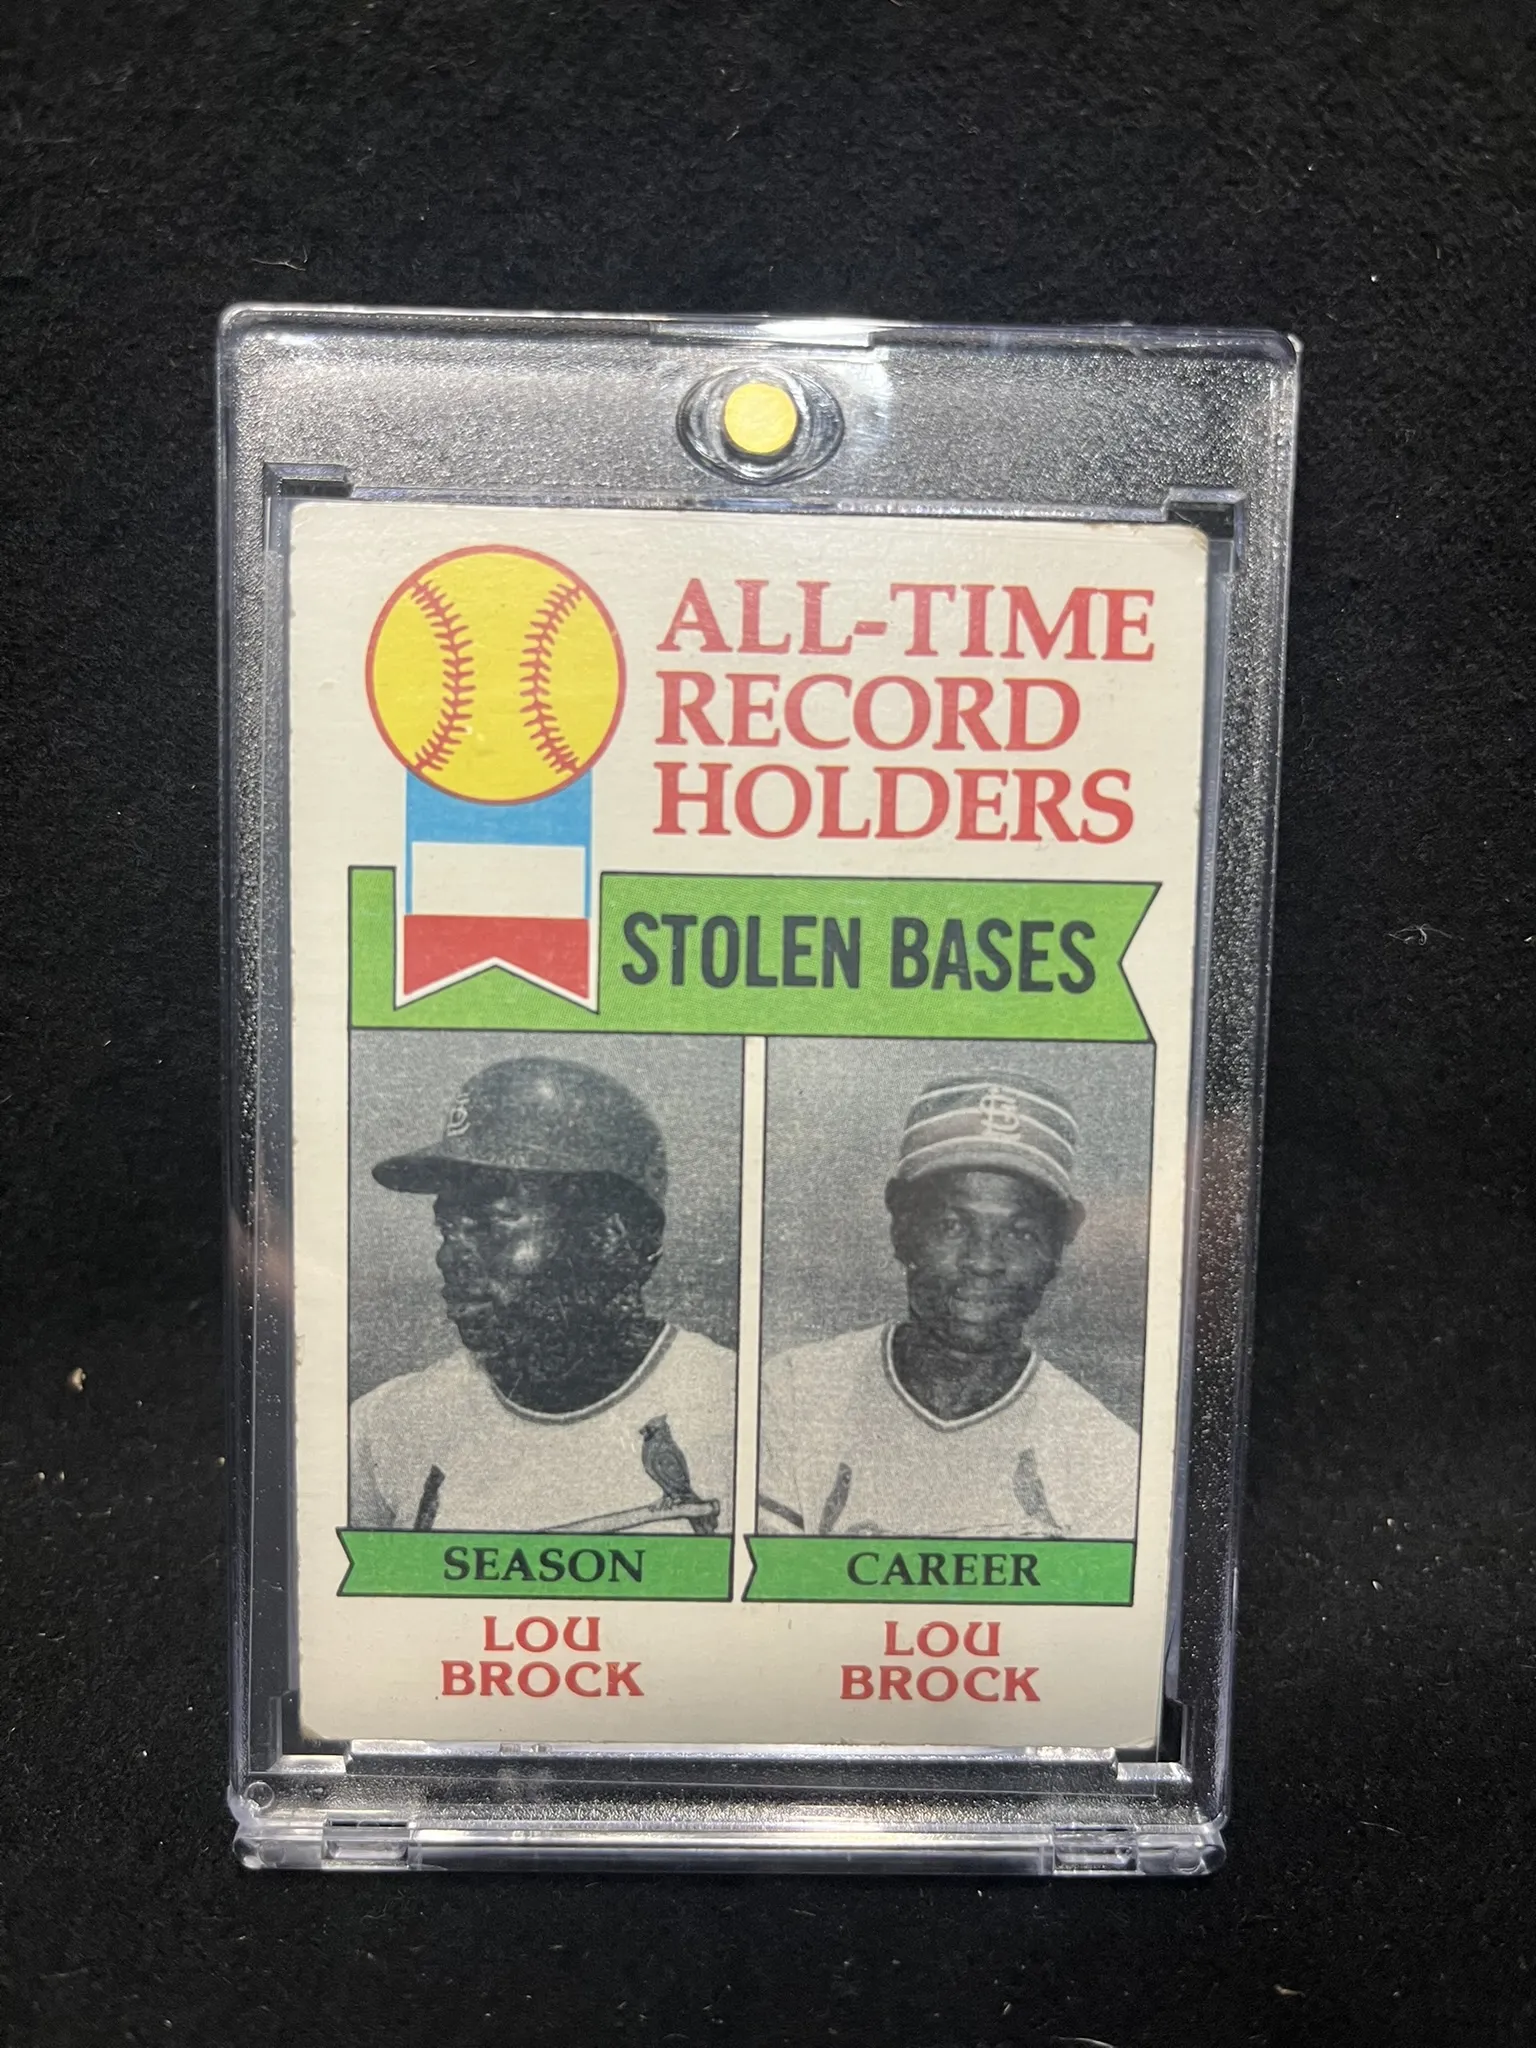 ALL-TIME
RECORD
HOLDERS
STOLEN BASES
SEASON
CAREER
LOU
BROCK
LOU
BROCK